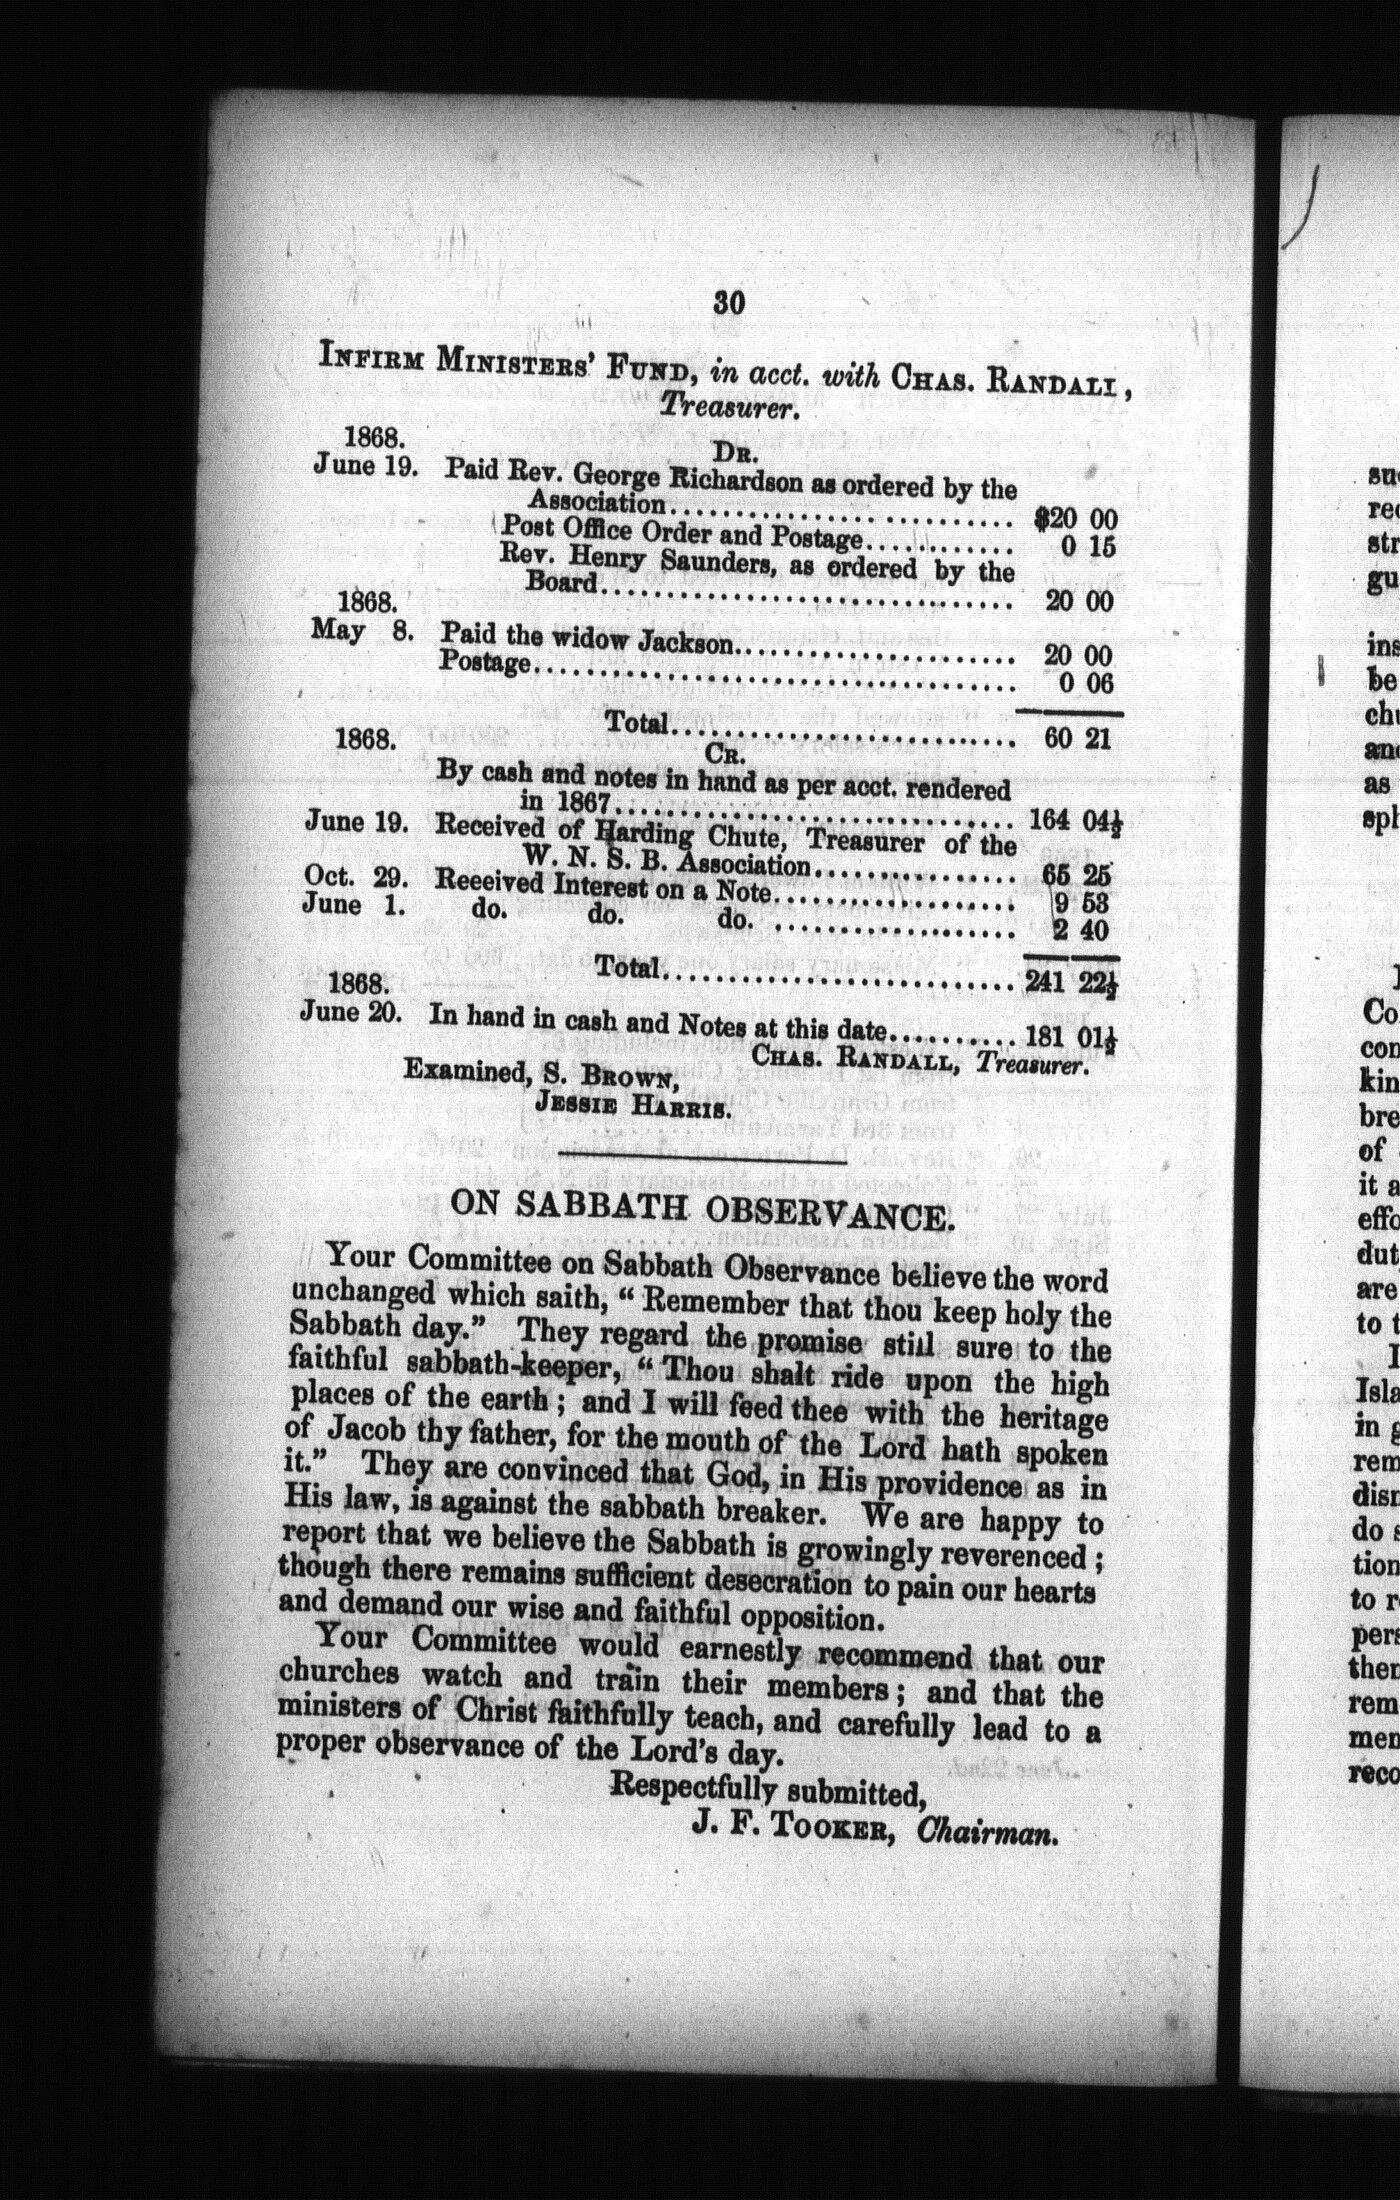 30
INFIRM MINISTERS' FUND, in acct. with CHAS. RANDALL,
Treasurer.
1868.
DR.
June 19. Paid Rev. George Richardson as ordered by the
Association.............................. $20 00
Post Office Order and Postage............ 0 15
Rev. Henry Saunders, as ordered by the
Board................................ 20 00
1868.
May 8. Paid the widow Jackson...................... 20 00
Postage..................................... 0 06
Total........................... 60 21
1868.
CR.
By cash and notes in hand as per acct. rendered
in 1867............................... 164 04½
June 19. Received of Harding Chute, Treasurer of the
W. N. S. B. Association................ 65 25
Oct. 29. Reeeived Interest on a Note................... 9 53
June 1. do. do. do. ................... 2 40
Total........................... 241 22½
1868.
June 20. In hand in cash and Notes at this date.......... 181 01½
CHAS. RANDALL, Treasurer.
Examined, S. BROWN,
JESSIE HARRIS.
ON SABBATH OBSERVANCE.
Your Committee on Sabbath Observance believe the word
unchanged which saith, “ Remember that thou keep holy the
Sabbath day.” They regard the promise still sure to the
faithful sabbath-keeper, “ Thou shalt ride upon the high
places of the earth ; and I will feed thee with the heritage
of Jacob thy father, for the mouth of the Lord hath spoken
it.” They are convinced that God, in His providence as in
His law, is against the sabbath breaker. We are happy to
report that we believe the Sabbath is growingly reverenced ;
though there remains sufficient desecration to pain our hearts
and demand our wise and faithful opposition.
Your Committee would earnestly recommend that our
churches watch and train their members ; and that the
ministers of Christ faithfully teach, and carefully lead to a
proper observance of the Lord's day.
Respectfully submitted,
J. F. TOOKER, Chairman.